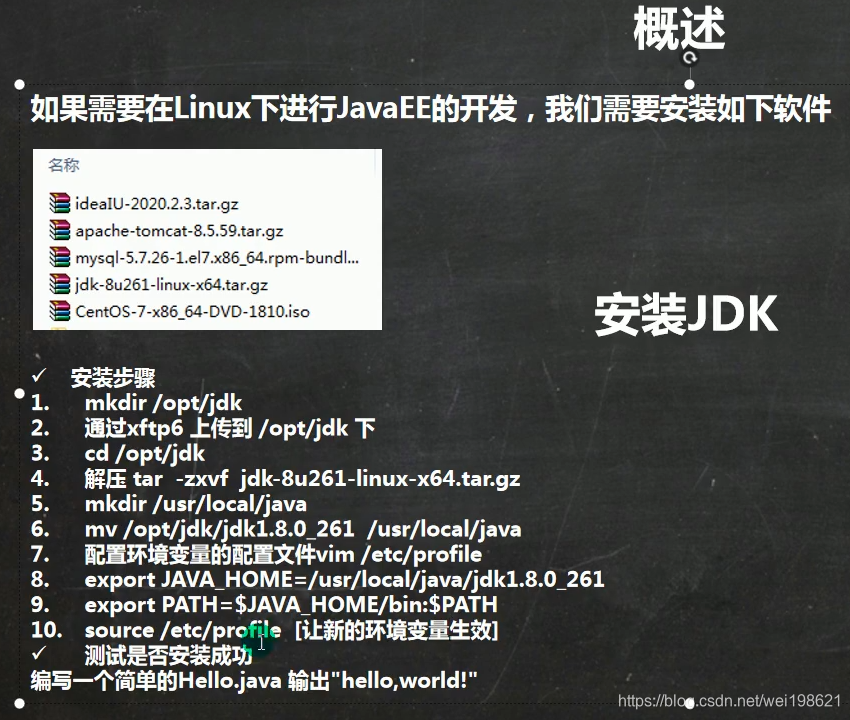 概述
如果需要在Linux下进行JavaEE的开发，我们需要安装如下软件
名称
ideaIU-2020.2.3.tar.gz
apache-tomcat-8.5.59.tar.gz
mysql-5.7.26-1.el7.x86_64.rpm-bundl...
jdk-8u261-linux-x64.tar.gz
CentOS-7-x86_64-DVD-1810.iso
安装JDK
✓ 安装步骤
1. mkdir /opt/jdk
2. 通过xftp6 上传到 /opt/jdk 下
3. cd /opt/jdk
4. 解压 tar -zxvf jdk-8u261-linux-x64.tar.gz
5. mkdir /usr/local/java
6. mv /opt/jdk/jdk1.8.0_261 /usr/local/java
7. 配置环境变量的配置文件vim /etc/profile
8. export JAVA_HOME=/usr/local/java/jdk1.8.0_261
9. export PATH=$JAVA_HOME/bin:$PATH
10. source /etc/profile [让新的环境变量生效]
✓ 测试是否安装成功
编写一个简单的Hello.java 输出"hello,world!"
https://blog.csdn.net/wei198621